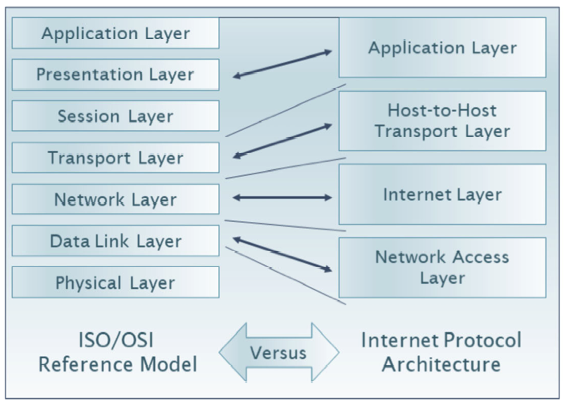 Application Layer
Presentation Layer
Session Layer
Transport Layer
Network Layer
Data Link Layer
Physical Layer
Application Layer
Host-to-Host
Transport Layer
Internet Layer
Network Access
Layer
ISO/OSI
Reference Model
Versus
Internet Protocol
Architecture